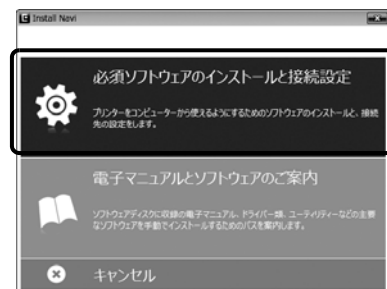 Install Navi
必須ソフトウェアのインストールと接続設定
プリンターをコンピューターから使えるようにするためのソフトウェアのインストールと、接続
先の設定をします。
電子マニュアルとソフトウェアのご案内
ソフトウェアディスクに収録の電子マニュアル、ドライバー類、ユーティリティーなどの主要
なソフトウェアを手動でインストールするためのパスを案内します。
キャンセル